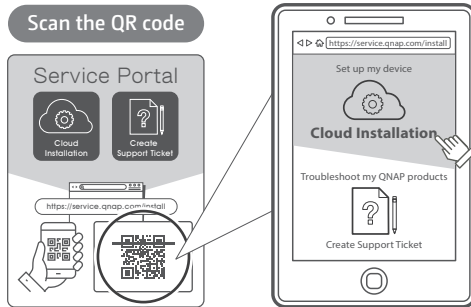 Scan the QR code
Service Portal
Cloud
Installation
Create
Support Ticket
https://service.qnap.com/install
https://service.qnap.com/install
Set up my device
Cloud Installation
Troubleshoot my QNAP products
Create Support Ticket